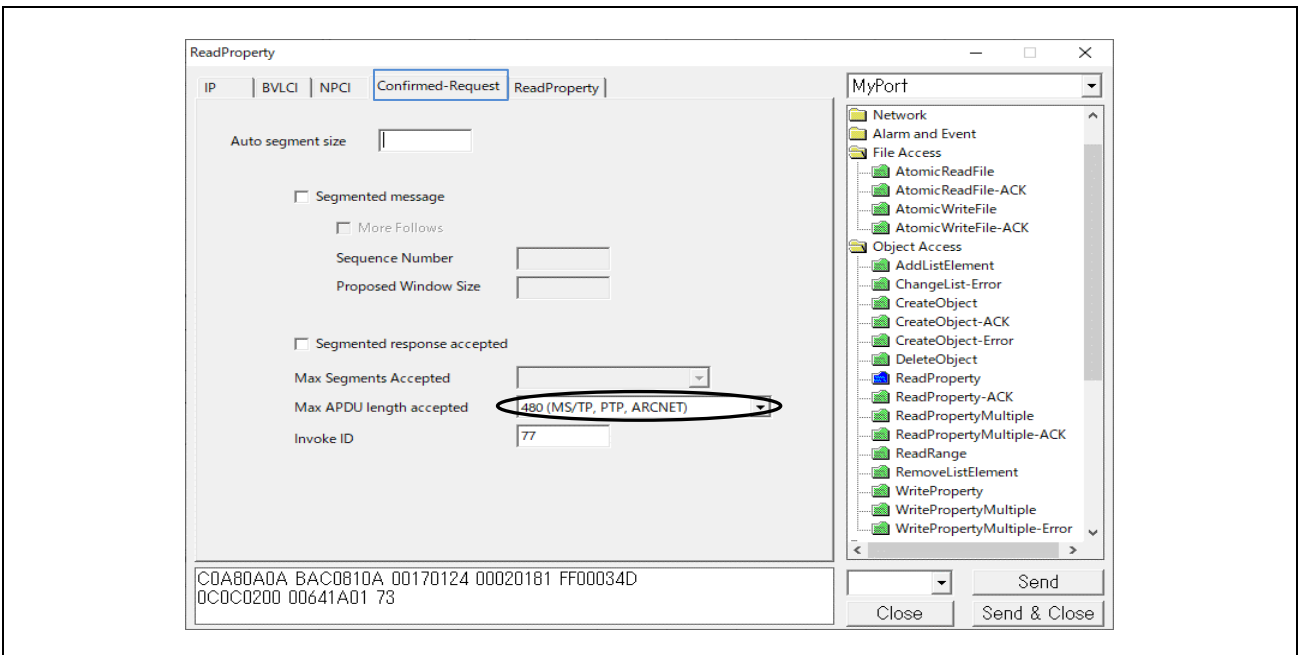 ReadProperty
IP BVLCI NPCI Confirmed-Request ReadProperty
Auto segment size
Segmented message
More Follows
Sequence Number
Proposed Window Size
Segmented response accepted
Max Segments Accepted
Max APDU length accepted 480 (MS/TP, PTP, ARCNET)
Invoke ID 77
C0A80A0A BAC0810A 00170124 00020181 FF00034D
0C0C0200 00641A01 73
MyPort
Network
Alarm and Event
File Access
AtomicReadFile
AtomicReadFile-ACK
AtomicWriteFile
AtomicWriteFile-ACK
Object Access
AddListElement
ChangeList-Error
CreateObject
CreateObject-ACK
CreateObject-Error
DeleteObject
ReadProperty
ReadProperty-ACK
ReadPropertyMultiple
ReadPropertyMultiple-ACK
ReadRange
RemoveListElement
WriteProperty
WritePropertyMultiple
WritePropertyMultiple-Error
Send
Close Send & Close